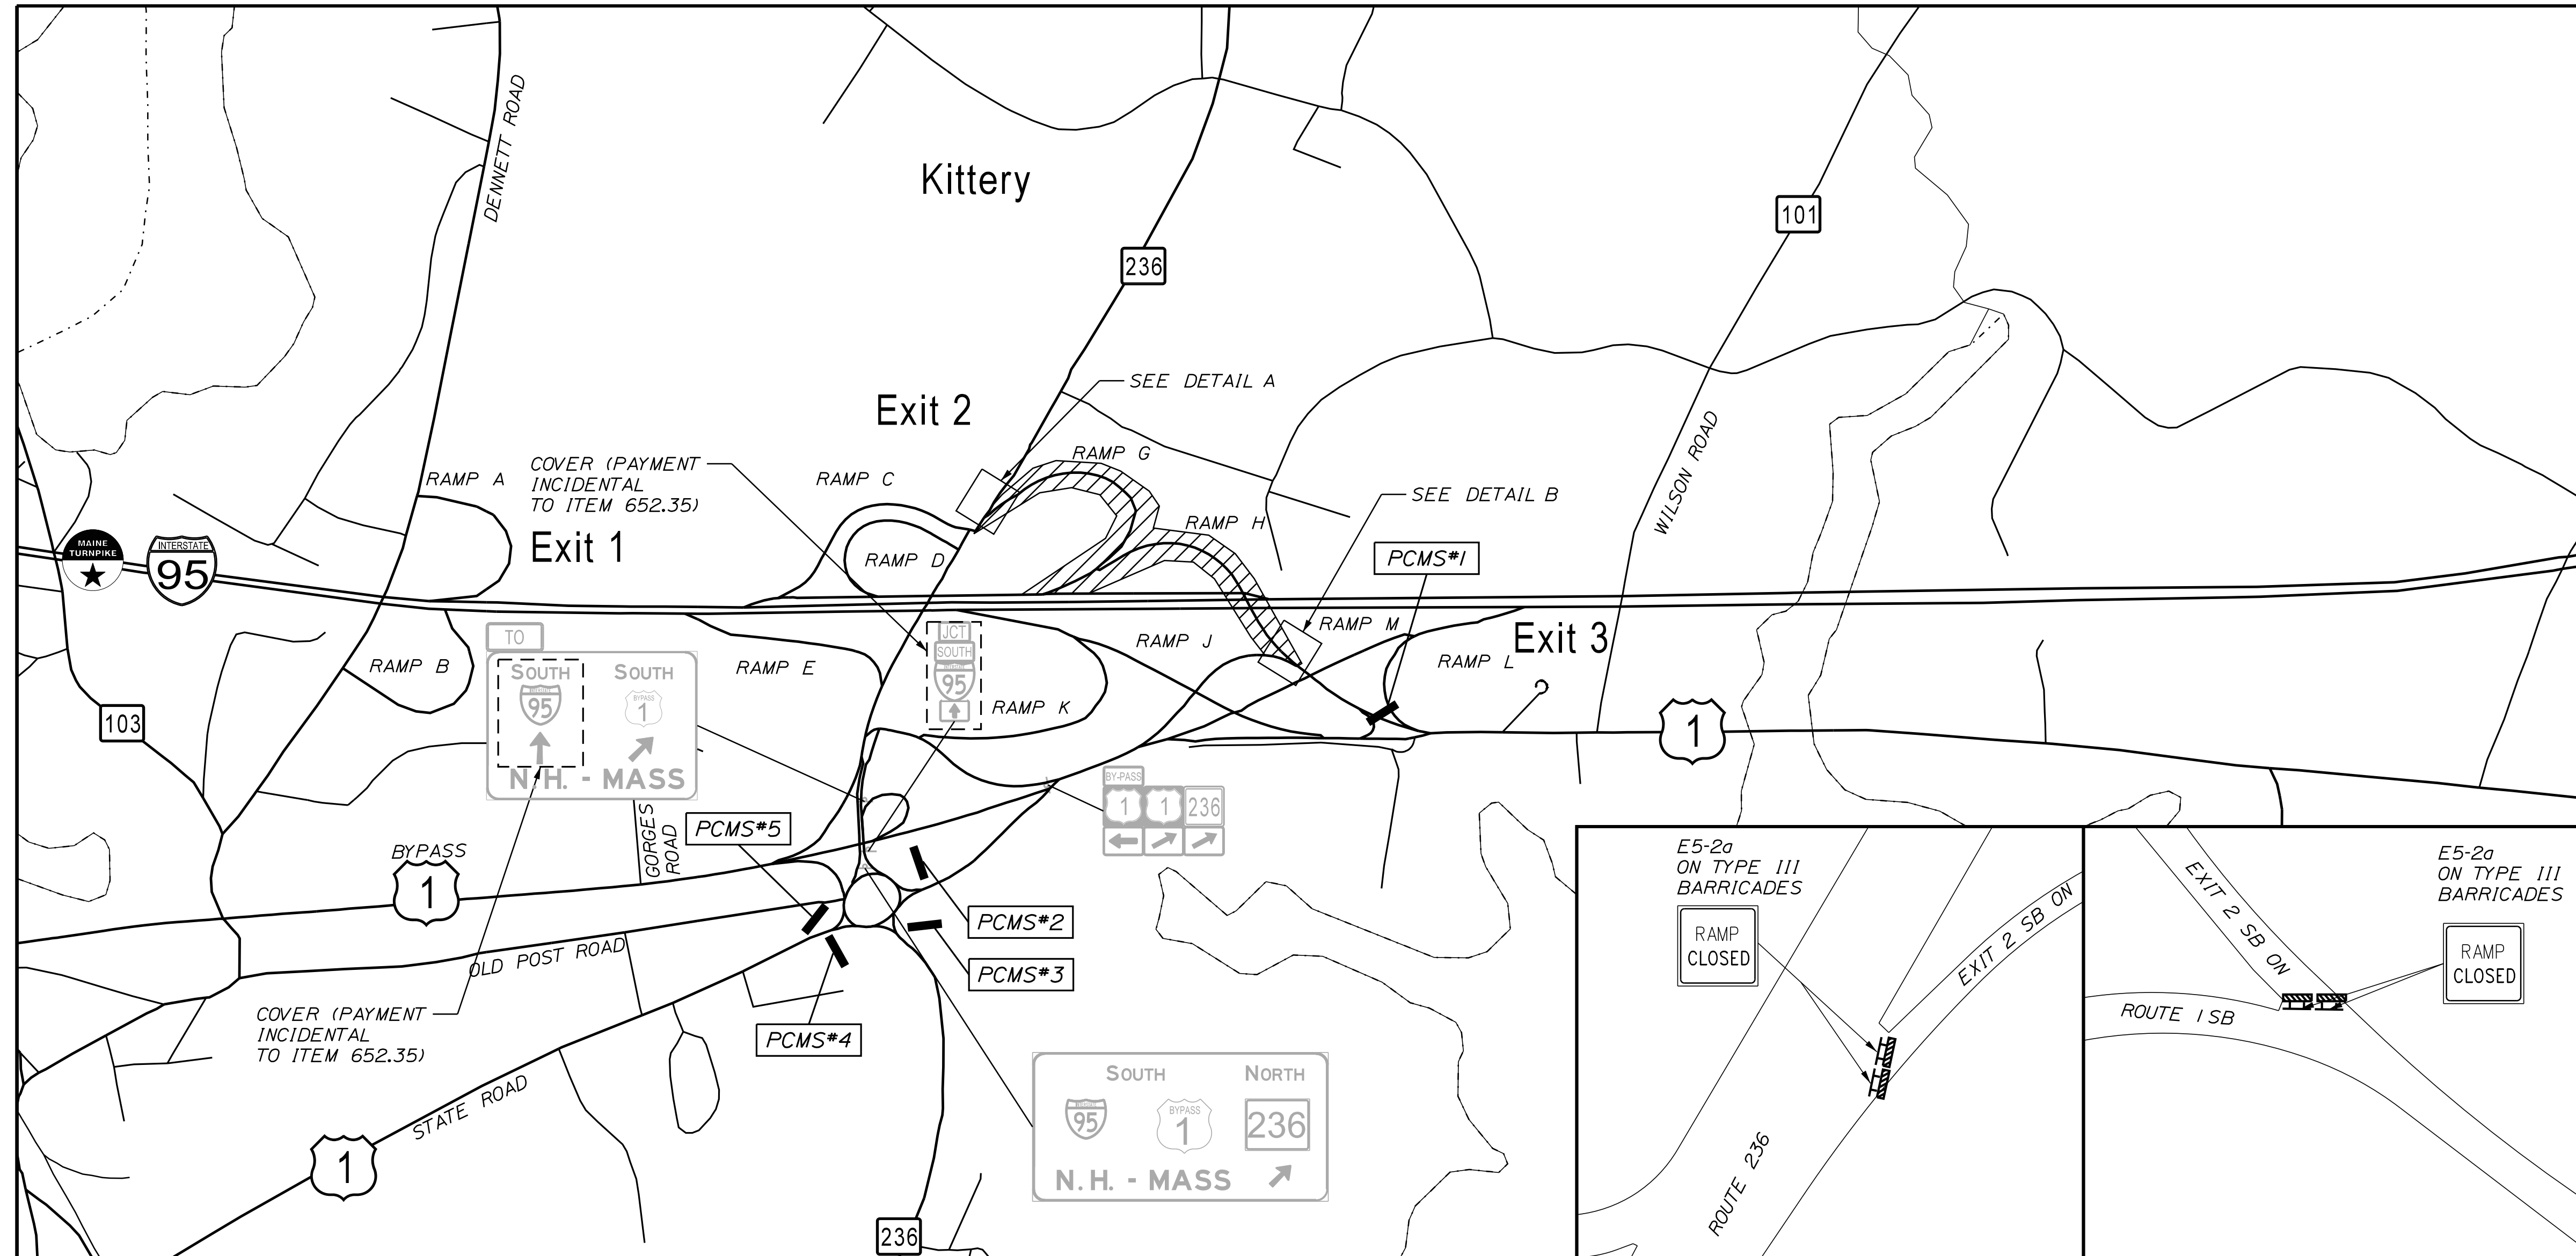 DENNETT ROAD
Kittery
236
101
SEE DETAIL A
Exit 2
RAMP G
COVER (PAYMENT
INCIDENTAL
TO ITEM 652.35)
RAMP A
RAMP C
RAMP H
SEE DETAIL B
WILSON ROAD
Exit 1
RAMP D
PCMS#1
MAINE
TURNPIKE
INTERSTATE
95
TO
SOUTH
95
SOUTH
BYPASS
1
N.H. - MASS
RAMP B
RAMP E
JCT
SOUTH
95
RAMP K
RAMP J
RAMP M
RAMP L
Exit 3
103
1
BY-PASS
1
1
236
GORGES
ROAD
PCMS#5
BYPASS
1
PCMS#2
PCMS#3
OLD POST ROAD
PCMS#4
COVER (PAYMENT
INCIDENTAL
TO ITEM 652.35)
STATE ROAD
1
SOUTH
NORTH
95
BYPASS
1
236
N.H. - MASS
236
E5-2a
ON TYPE III
BARRICADES
RAMP
CLOSED
EXIT 2 SB ON
ROUTE 236
E5-2a
ON TYPE III
BARRICADES
RAMP
CLOSED
EXIT 2 SB ON
ROUTE 1 SB